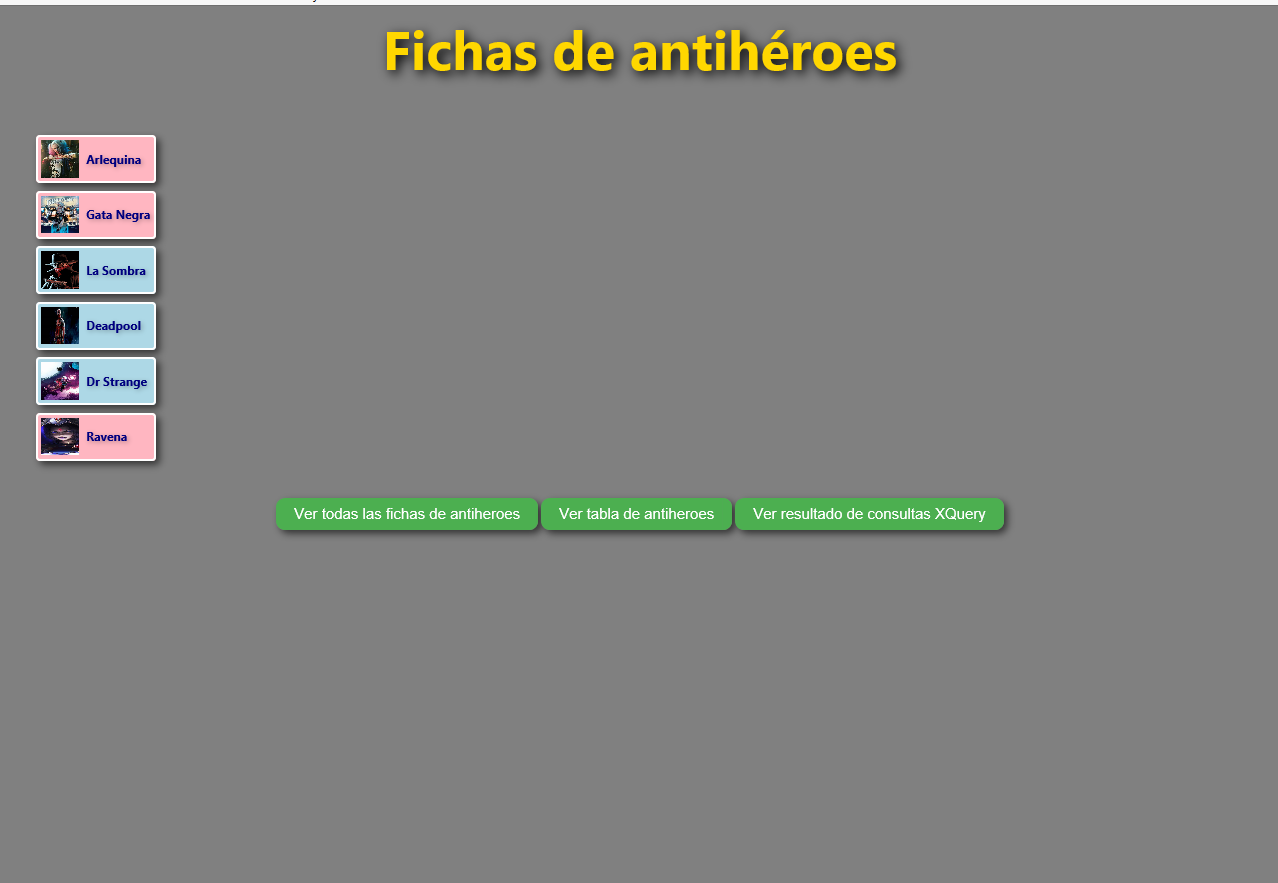 Fichas de antihéroes
Arlequina
Gata Negra
La Sombra
Deadpool
Dr Strange
Ravena
Ver todas las fichas de antiheroes
Ver tabla de antiheroes
Ver resultado de consultas XQuery